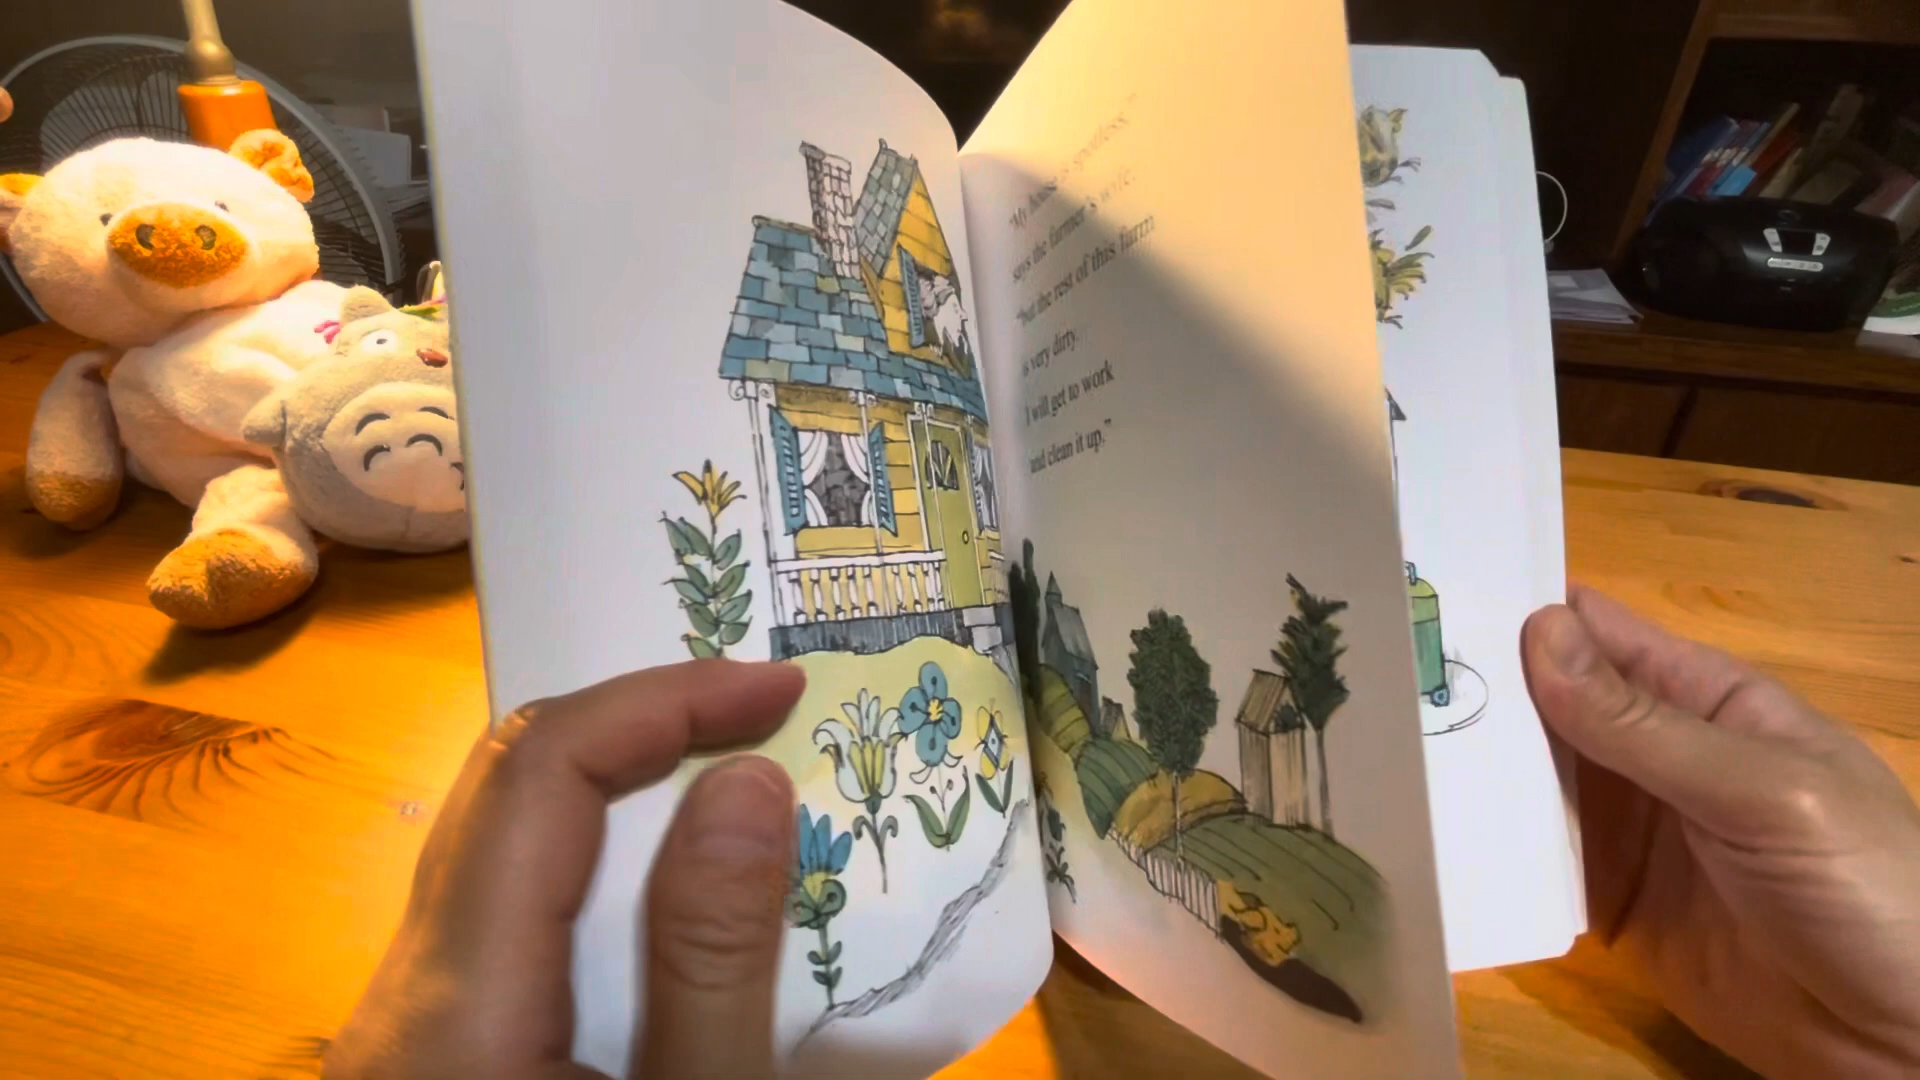 "My house is spotless,"
says the farmer's wife,
"but the rest of this farm
is very dirty.
I will get to work
and clean it up."